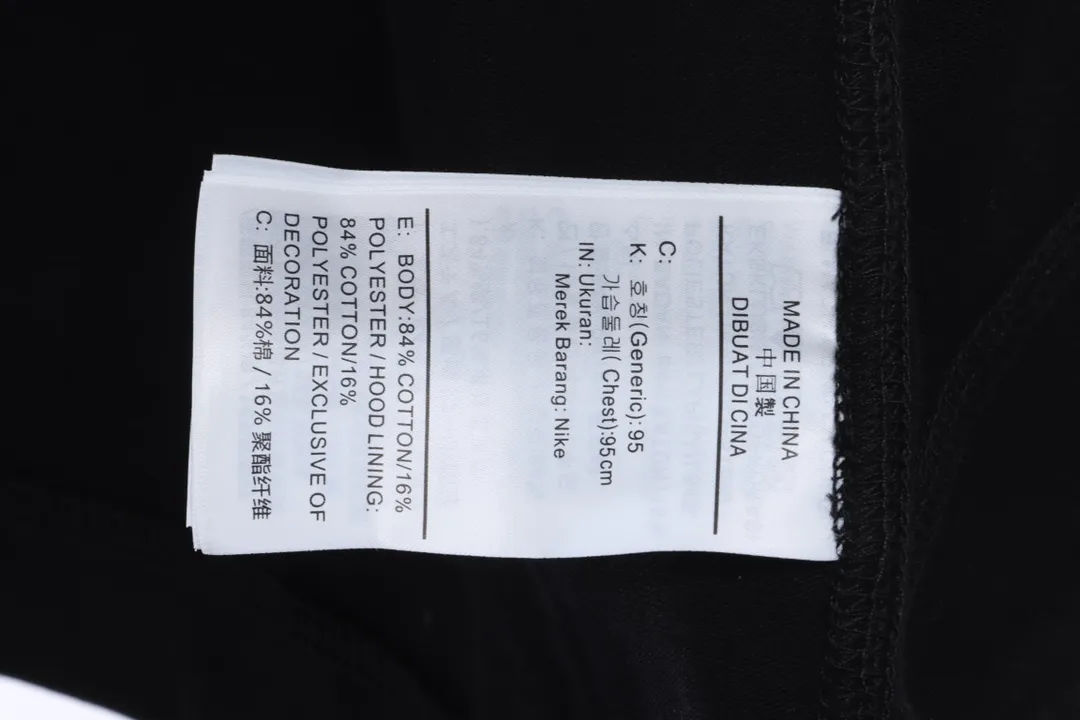 MADE IN CHINA
中国製
DIBUAT DI CINA
C:
K: 호칭(Generic):95
가슴둘레( Chest):95cm
IN: Ukuran:
Merek Barang: Nike
E: BODY:84% COTTON/16%
POLYESTER / HOOD LINING:
84% COTTON/16%
POLYESTER / EXCLUSIVE OF
DECORATION
C: 面料:84%棉 / 16% 聚酯纤维